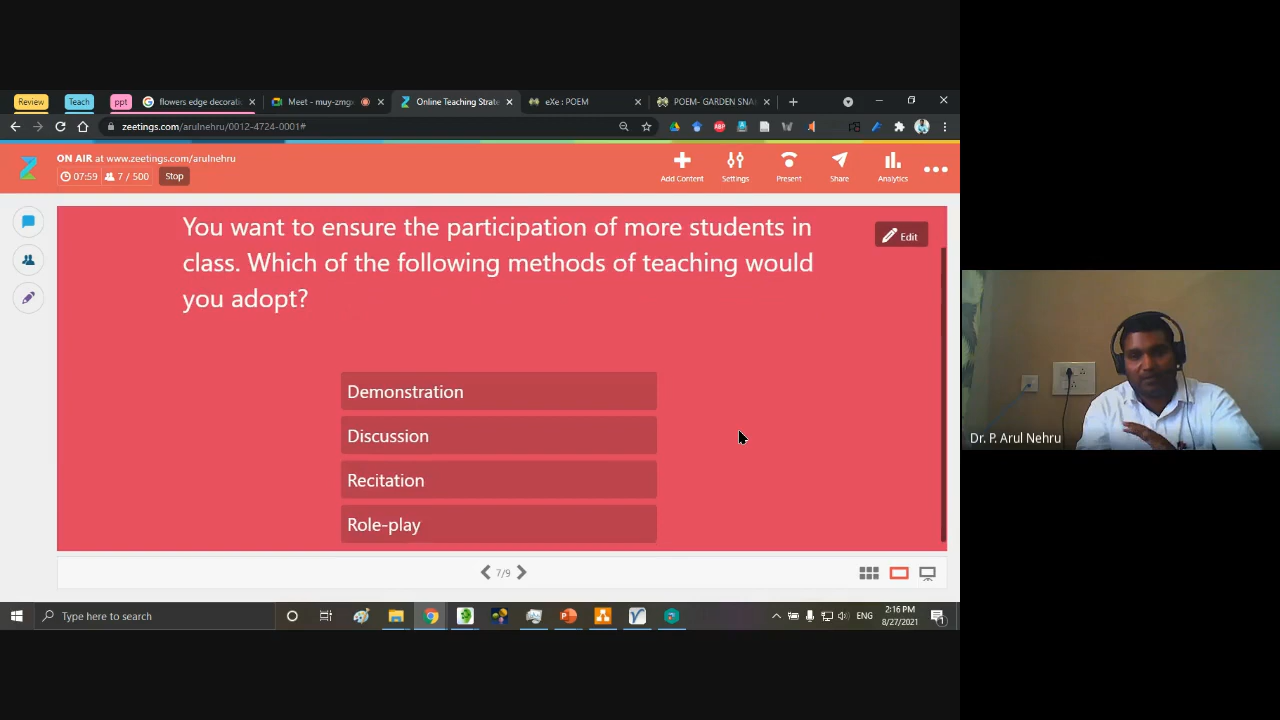 Review
Teach
ppt
flowers edge decorati
Meet - muy-zmg
Online Teaching Strate
eXe : POEM
POEM- GARDEN SNA
zeetings.com/arulnehru/0012-4724-0001#
ABP
ON AIR at www.zeetings.com/arulnehru
07:59
7 / 500
Stop
Add Content
Settings
Present
Share
Analytics
You want to ensure the participation of more students in
class. Which of the following methods of teaching would
you adopt?
Edit
Demonstration
Discussion
Recitation
Role-play
Dr. P. Arul Nehru
7/9
Type here to search
ENG
2:16 PM
8/27/2021
1